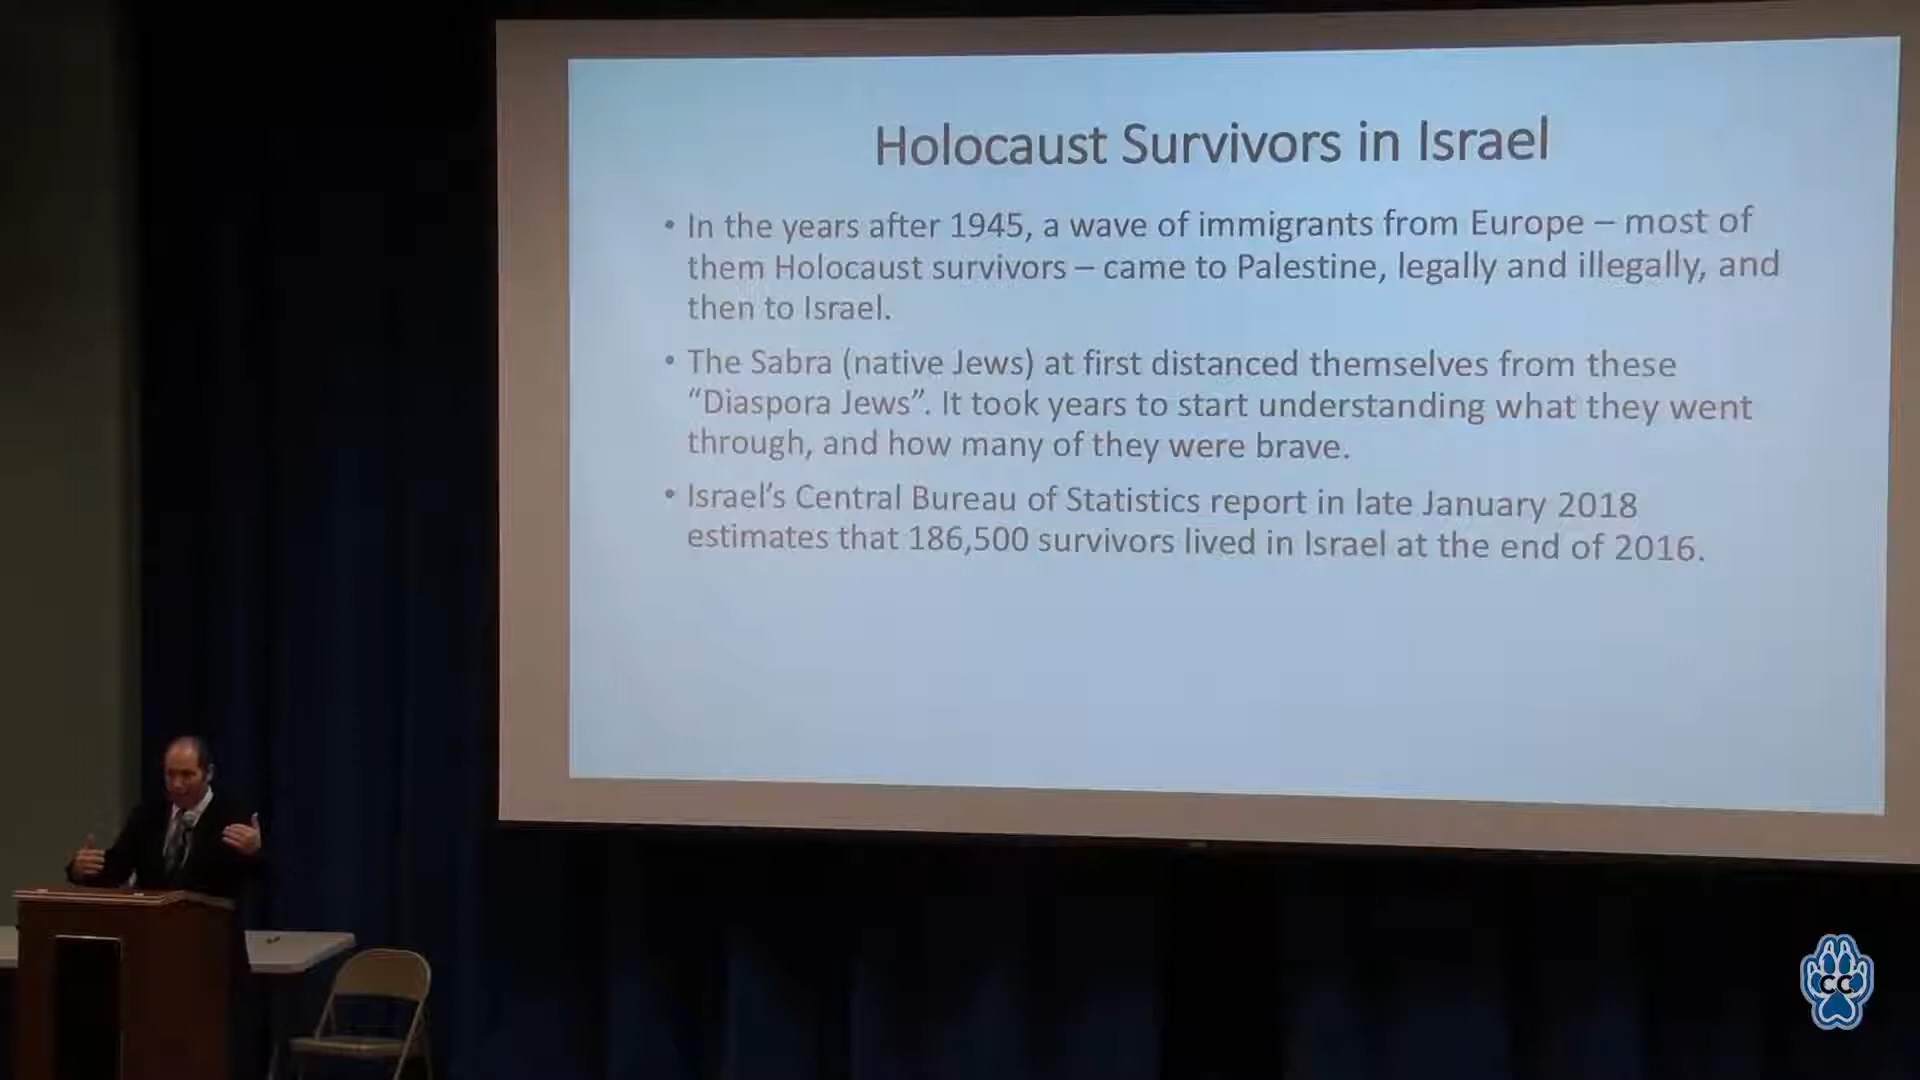 Holocaust Survivors in Israel
• In the years after 1945, a wave of immigrants from Europe – most of
them Holocaust survivors – came to Palestine, legally and illegally, and
then to Israel.
• The Sabra (native Jews) at first distanced themselves from these
“Diaspora Jews”. It took years to start understanding what they went
through, and how many of they were brave.
• Israel’s Central Bureau of Statistics report in late January 2018
estimates that 186,500 survivors lived in Israel at the end of 2016.
CC